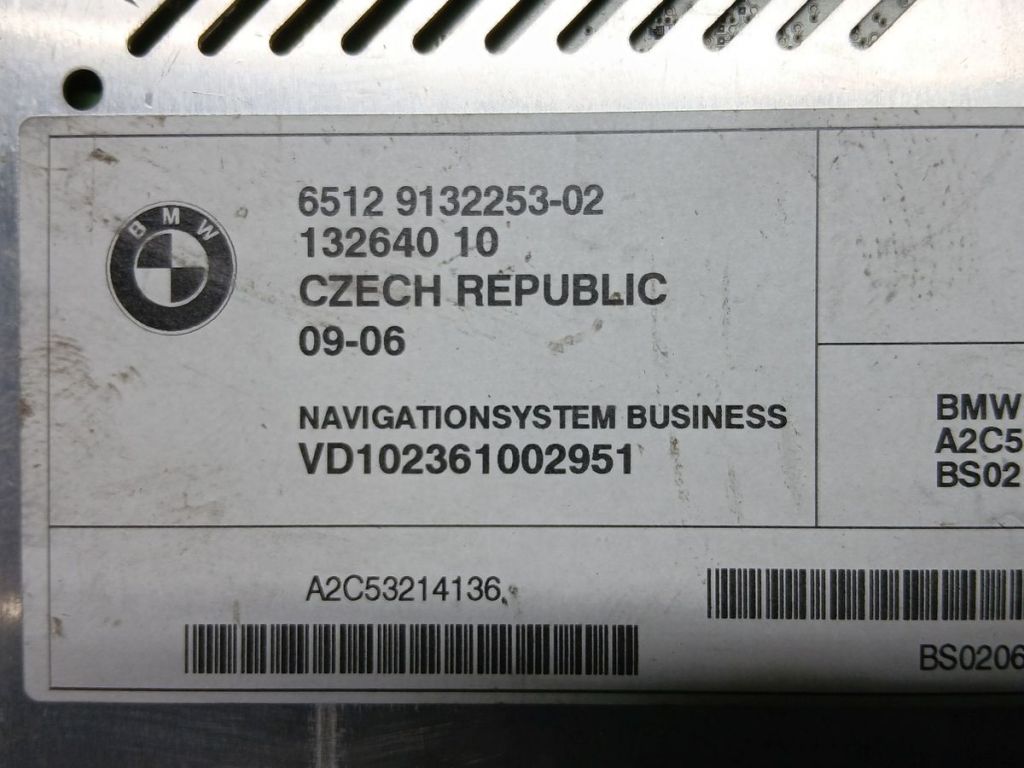 BMW
6512 9132253-02
132640 10
CZECH REPUBLIC
09-06
NAVIGATIONSYSTEM BUSINESS
VD102361002951
BMW
A2C5
BS02
A2C53214136
BS0206